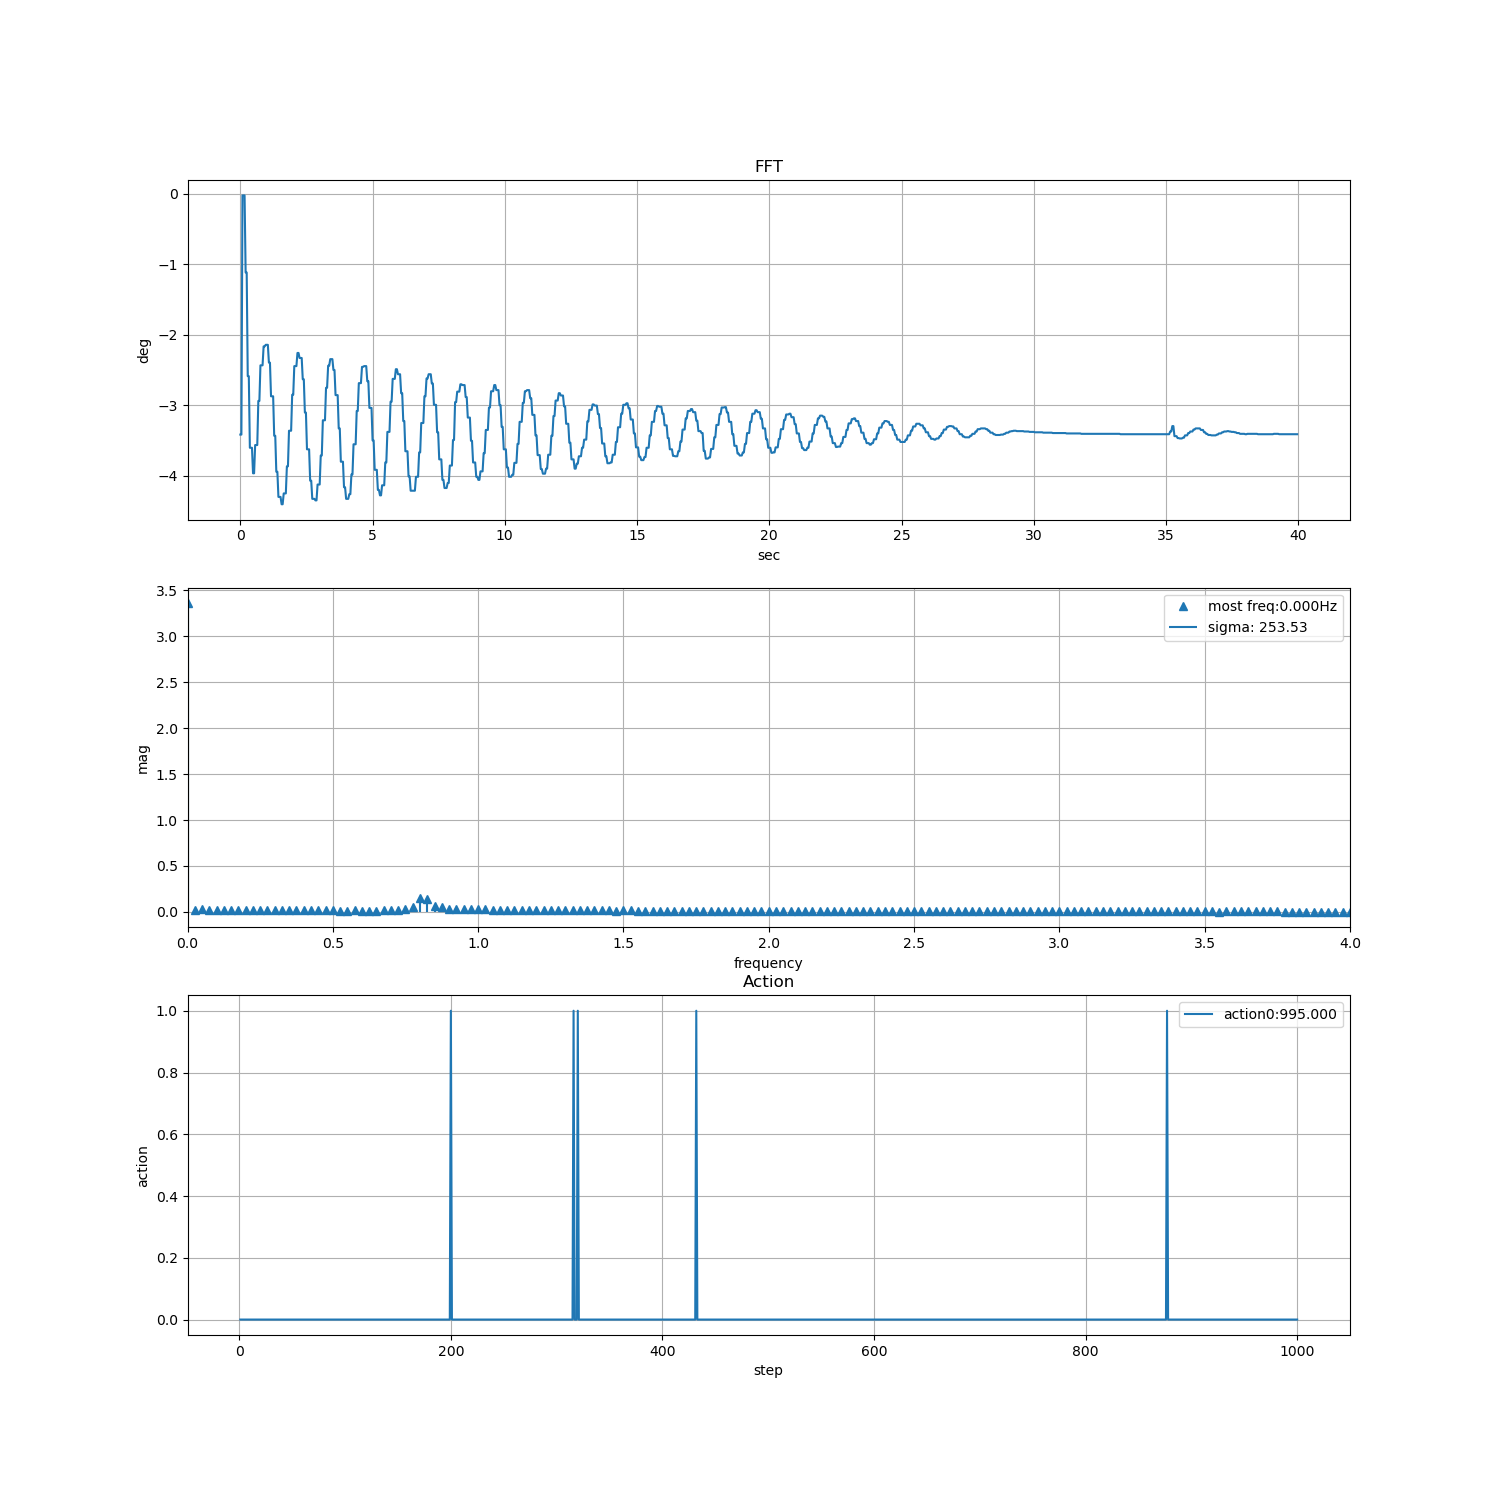 FFT
0
−1
−2
−3
−4
deg
0 5 10 15 20 25 30 35 40
sec
3.5
3.0
2.5
2.0
1.5
1.0
0.5
0.0
mag
most freq:0.000Hz
sigma: 253.53
0.0 0.5 1.0 1.5 2.0 2.5 3.0 3.5 4.0
frequency
Action
1.0
0.8
0.6
0.4
0.2
0.0
action
action0:995.000
0 200 400 600 800 1000
step